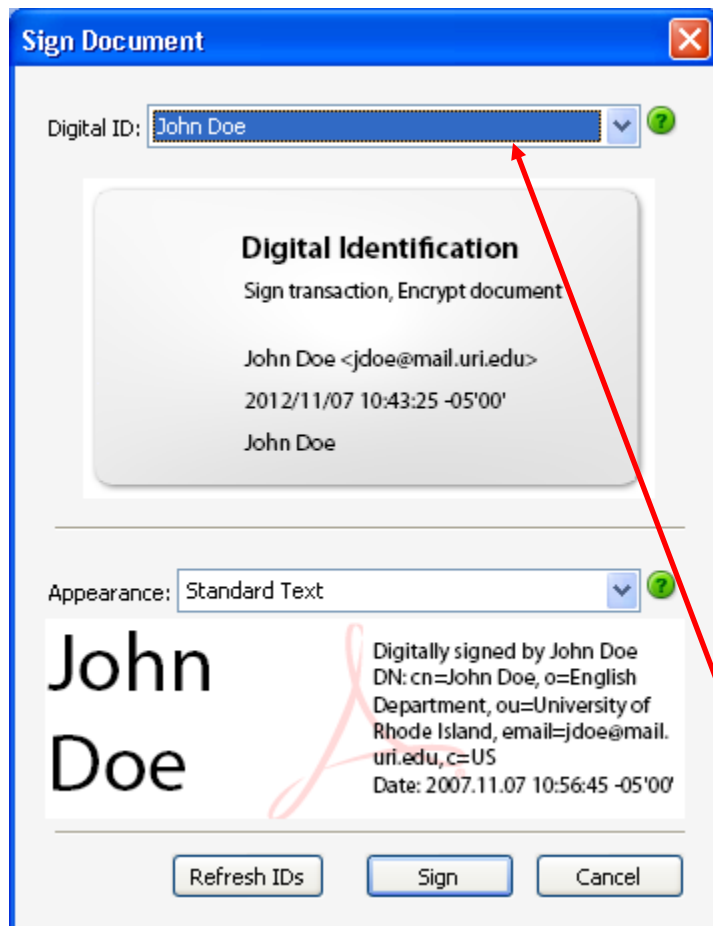 Sign Document
Digital ID: John Doe
Digital Identification
Sign transaction, Encrypt document
John Doe <jdoe@mail.uri.edu>
2012/11/07 10:43:25 -05'00'
John Doe
Appearance: Standard Text
John
Doe
Digitally signed by John Doe
DN: cn=John Doe, o=English
Department, ou=University of
Rhode Island, email=jdoe@mail.
uri.edu, c=US
Date: 2007.11.07 10:56:45 -05'00'
Refresh IDs Sign Cancel